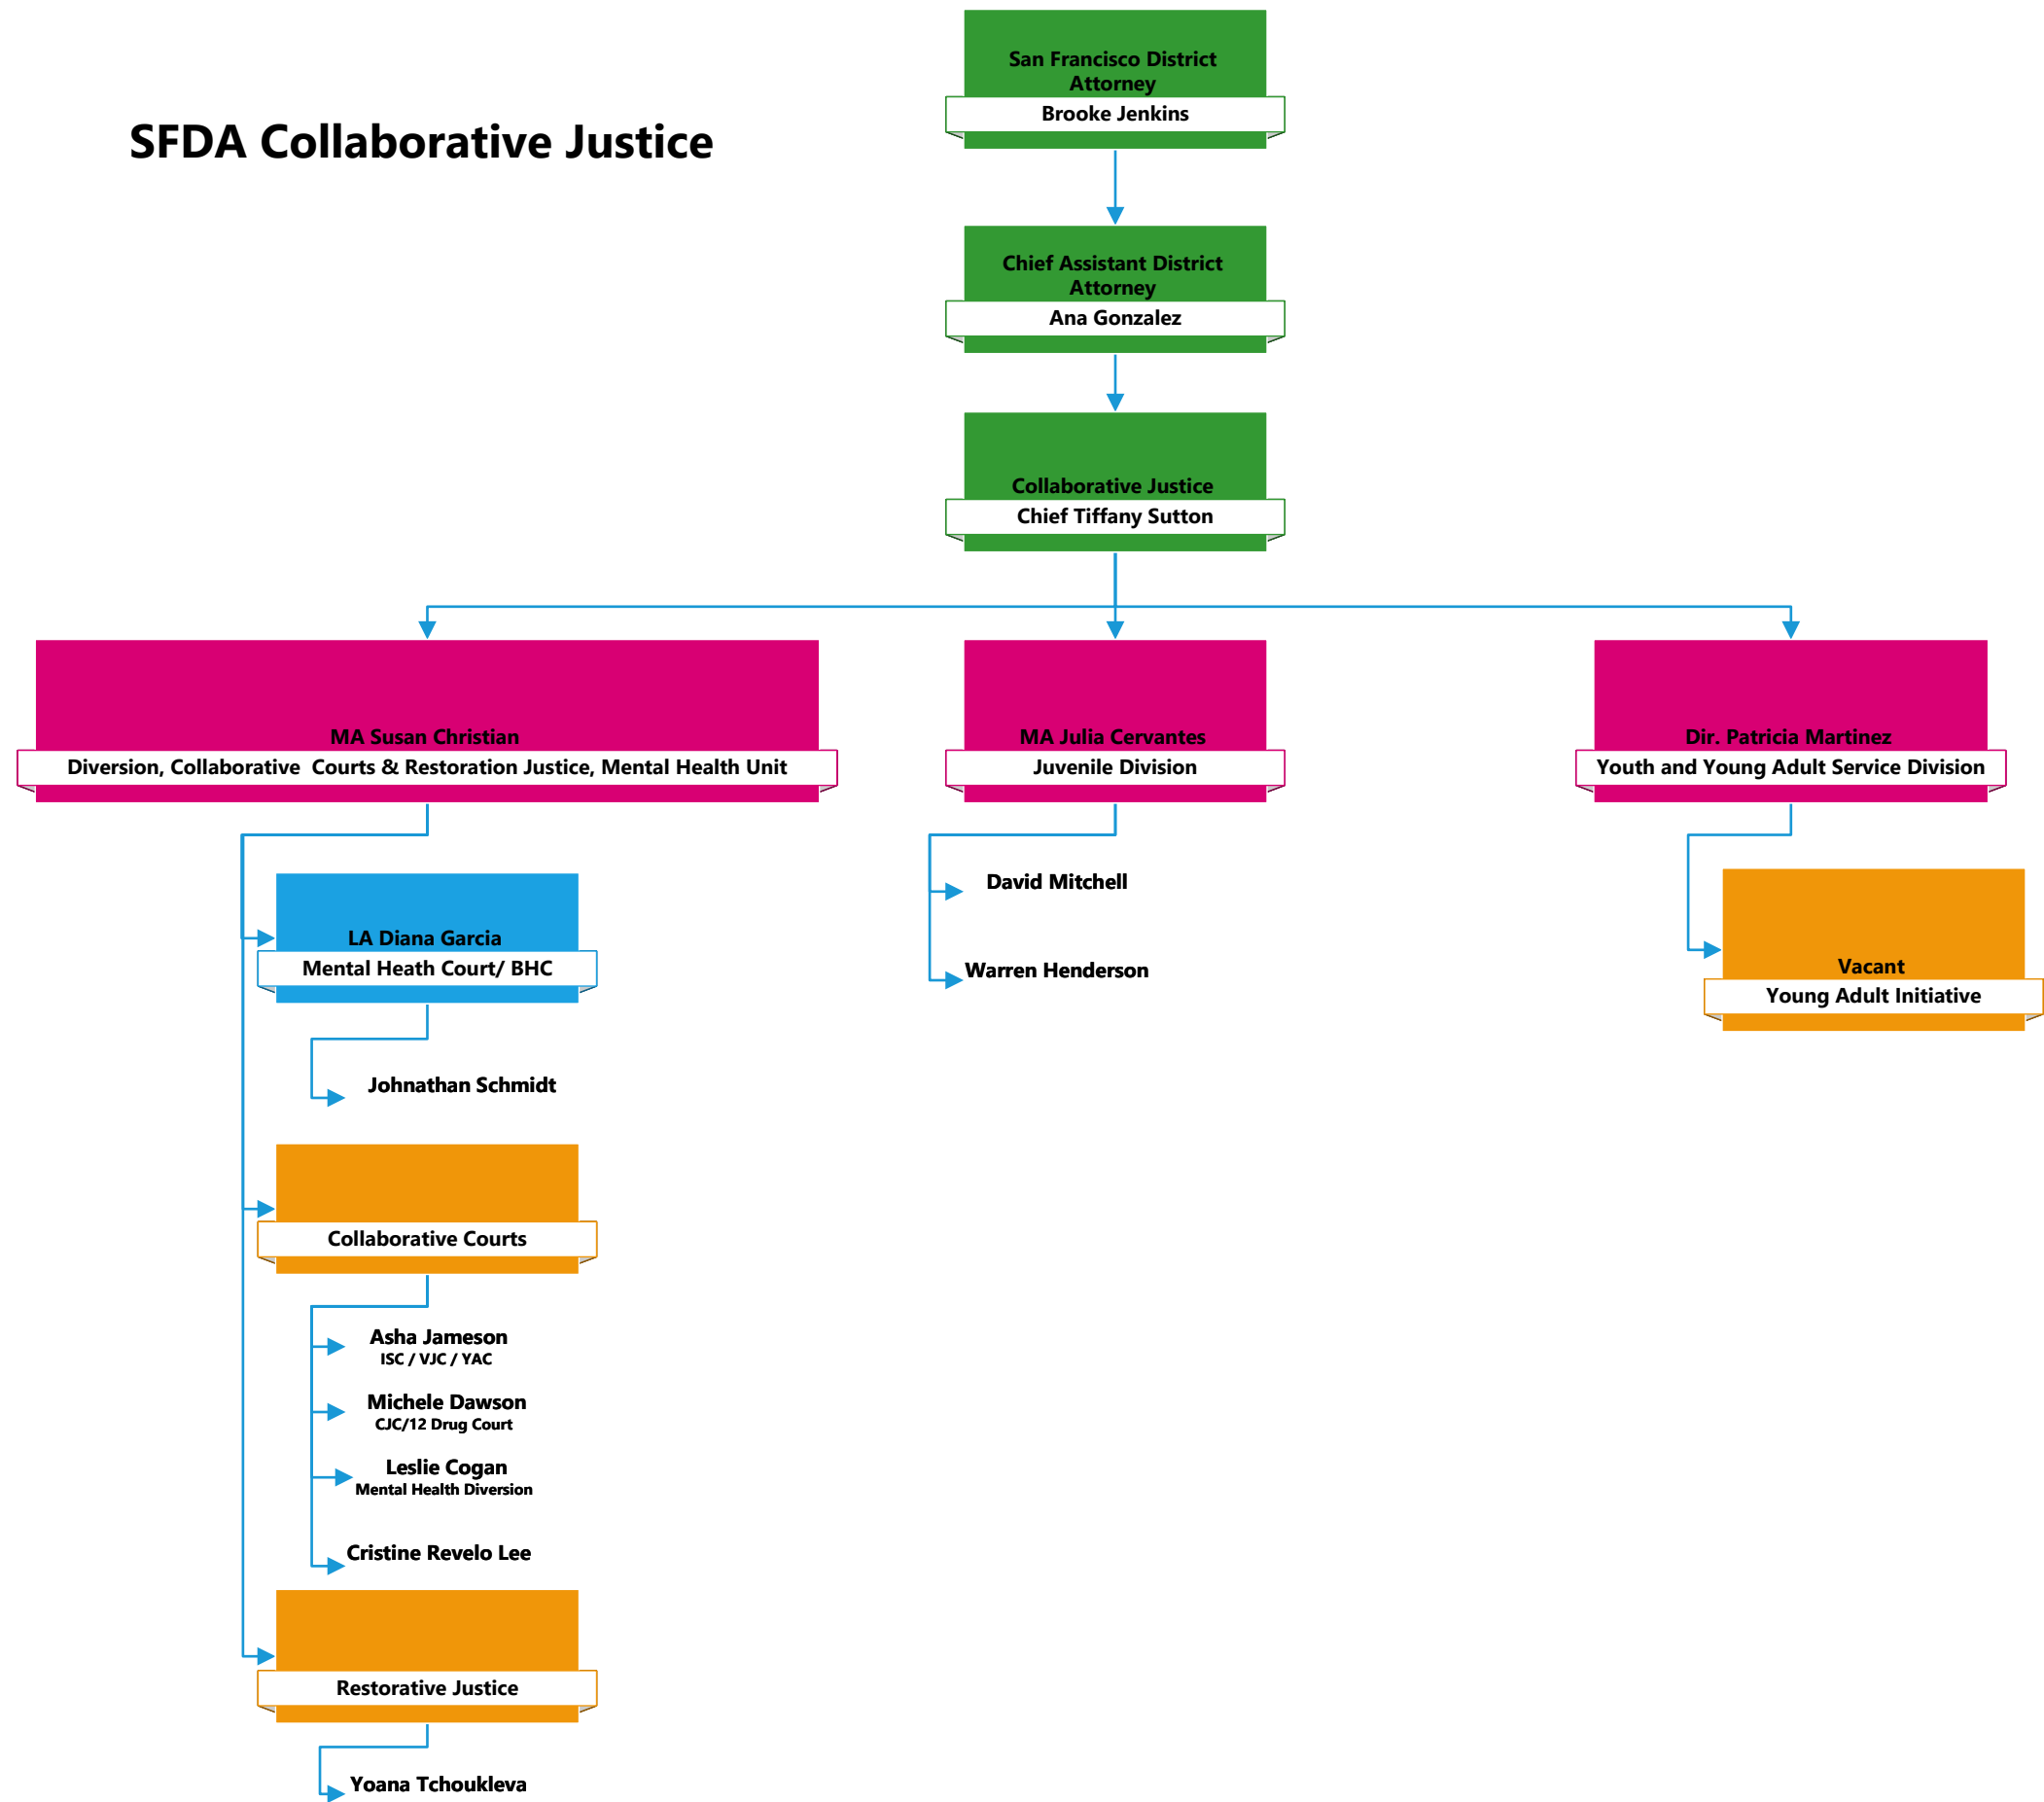 San Francisco District
Attorney
Brooke Jenkins
SFDA Collaborative Justice
Chief Assistant District
Attorney
Ana Gonzalez
Collaborative Justice
Chief Tiffany Sutton
MA Susan Christian
Diversion, Collaborative  Courts & Restoration Justice, Mental Health Unit
MA Julia Cervantes
Juvenile Division
Dir. Patricia Martinez
Youth and Young Adult Service Division
LA Diana Garcia
Mental Heath Court/ BHC
Johnathan Schmidt
Collaborative Courts
Asha Jameson
ISC / VJC / YAC
Michele Dawson
CJC/12 Drug Court
Leslie Cogan
Mental Health Diversion
Cristine Revelo Lee
Restorative Justice
Yoana Tchoukleva
David Mitchell
Warren Henderson
Vacant
Young Adult Initiative